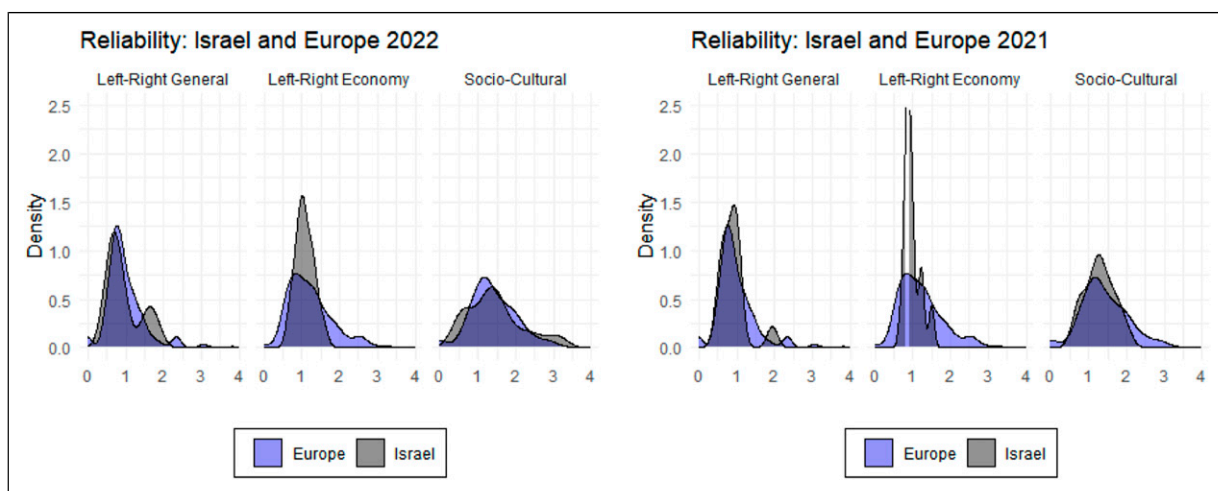 Reliability: Israel and Europe 2022
Left-Right General Left-Right Economy Socio-Cultural
2.5
2.0
1.5
1.0
0.5
0.0
Density
0 1 2 3 4 0 1 2 3 4 0 1 2 3 4
Europe Israel
Reliability: Israel and Europe 2021
Left-Right General Left-Right Economy Socio-Cultural
2.5
2.0
1.5
1.0
0.5
0.0
Density
0 1 2 3 4 0 1 2 3 4 0 1 2 3 4
Europe Israel